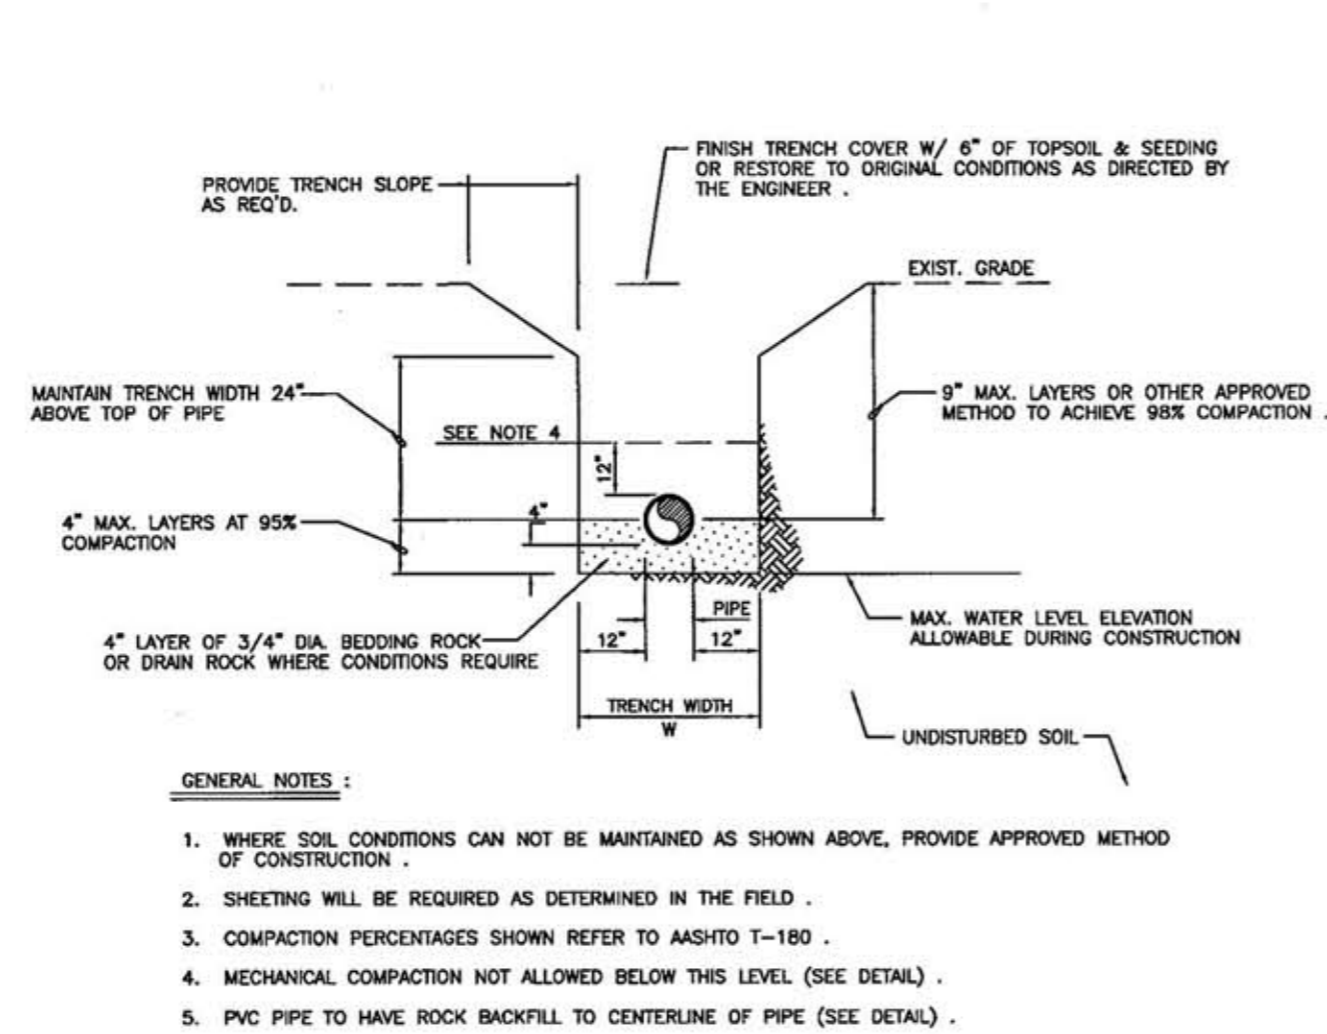 FINISH TRENCH COVER W/ 6" OF TOPSOIL & SEEDING
OR RESTORE TO ORIGINAL CONDITIONS AS DIRECTED BY
THE ENGINEER .
PROVIDE TRENCH SLOPE
AS REQ'D.
EXIST. GRADE
MAINTAIN TRENCH WIDTH 24"
ABOVE TOP OF PIPE
9" MAX. LAYERS OR OTHER APPROVED
METHOD TO ACHIEVE 98% COMPACTION .
SEE NOTE 4
12"
4"
4" MAX. LAYERS AT 95%
COMPACTION
PIPE
12"
12"
MAX. WATER LEVEL ELEVATION
ALLOWABLE DURING CONSTRUCTION
4" LAYER OF 3/4" DIA. BEDDING ROCK
OR DRAIN ROCK WHERE CONDITIONS REQUIRE
TRENCH WIDTH
W
UNDISTURBED SOIL
GENERAL NOTES :
1. WHERE SOIL CONDITIONS CAN NOT BE MAINTAINED AS SHOWN ABOVE, PROVIDE APPROVED METHOD
OF CONSTRUCTION .
2. SHEETING WILL BE REQUIRED AS DETERMINED IN THE FIELD .
3. COMPACTION PERCENTAGES SHOWN REFER TO AASHTO T-180 .
4. MECHANICAL COMPACTION NOT ALLOWED BELOW THIS LEVEL (SEE DETAIL) .
5. PVC PIPE TO HAVE ROCK BACKFILL TO CENTERLINE OF PIPE (SEE DETAIL) .